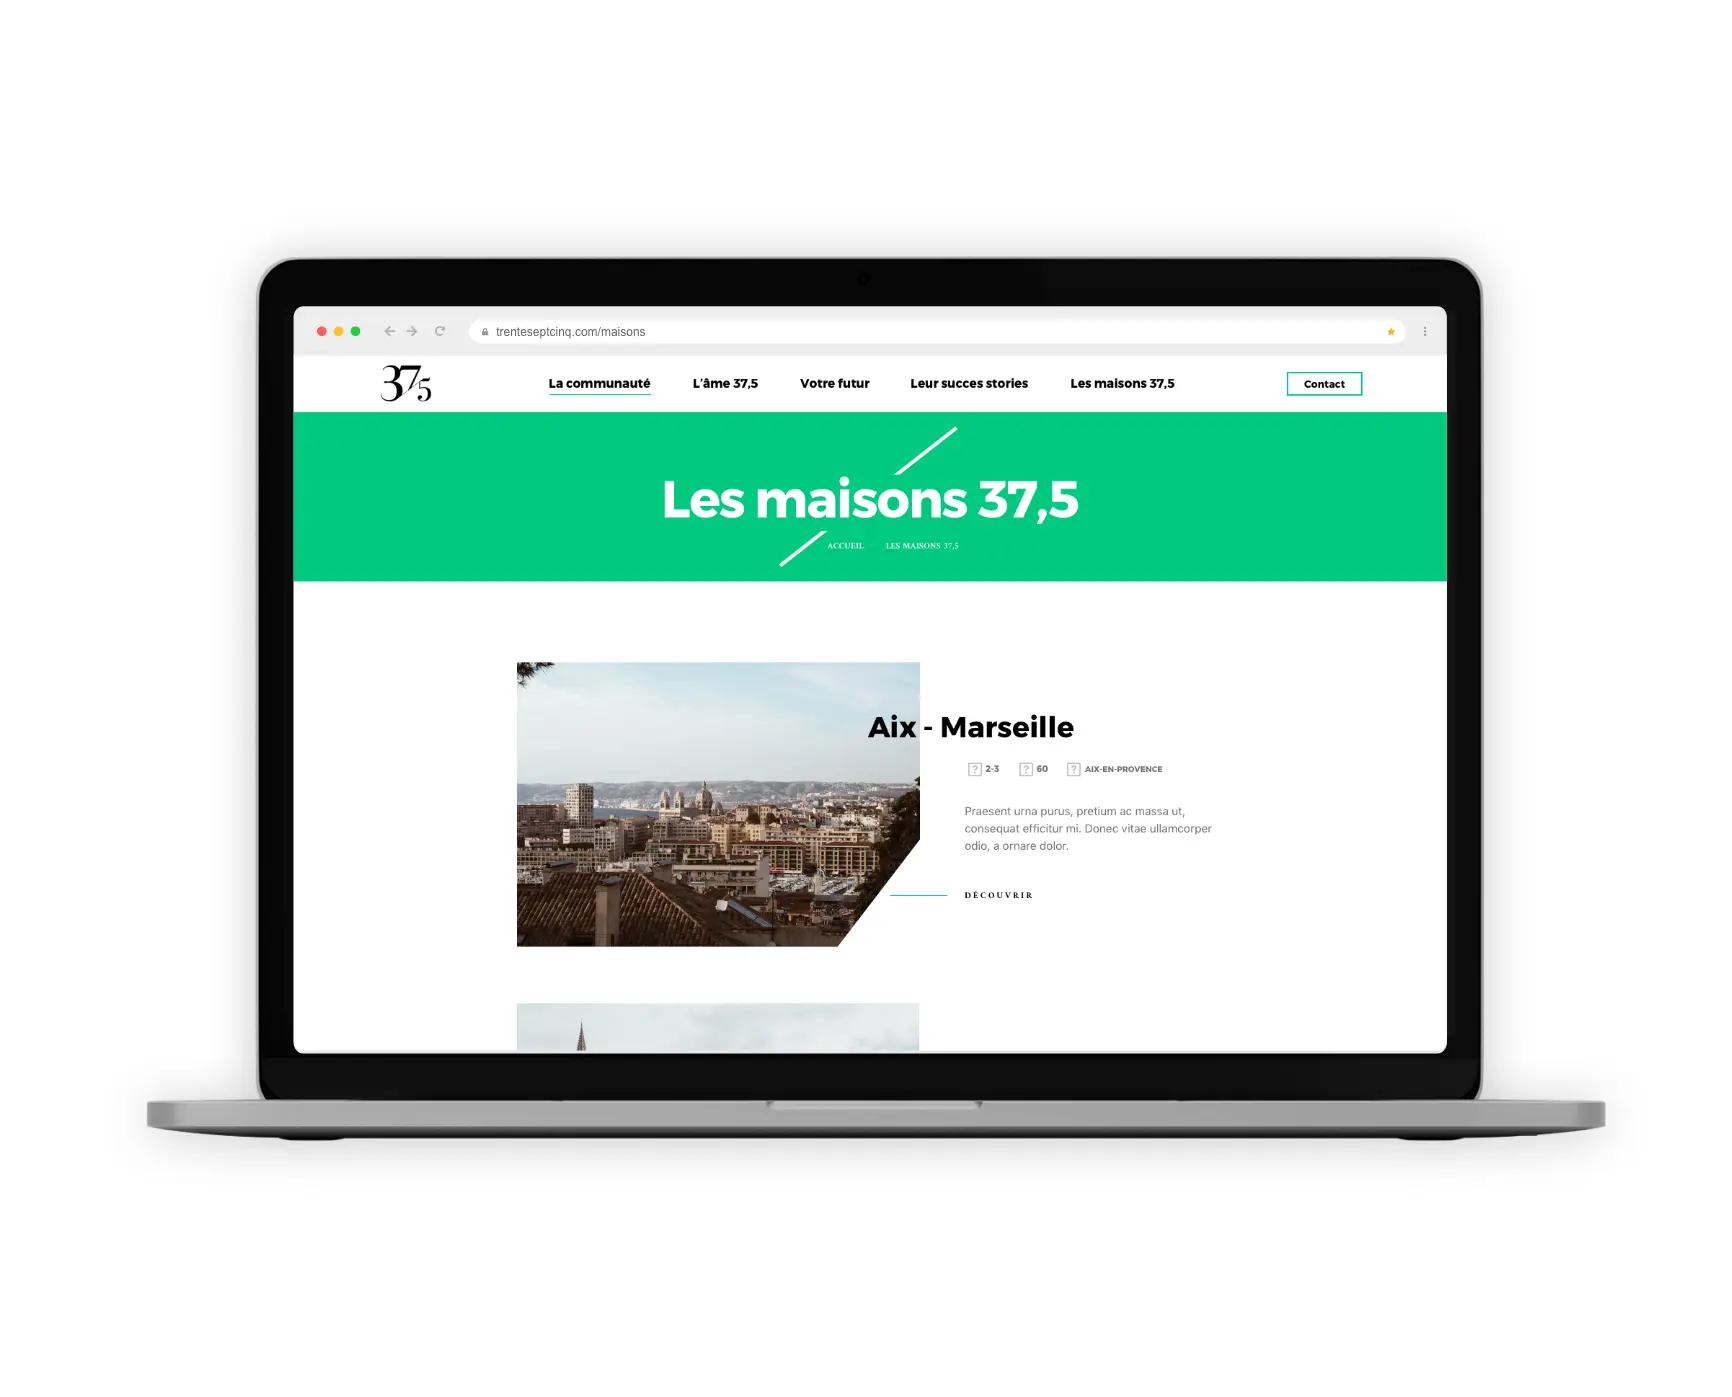 trenteseptcinq.com/maisons
37,5
La communauté L'âme 37,5 Votre futur Leur succes stories Les maisons 37,5 Contact
Les maisons 37,5
ACCUEIL LES MAISONS 37,5
Aix - Marseille
? 2-3 ? 60 ? AIX-EN-PROVENCE
Praesent urna purus, pretium ac massa ut,
consequat efficitur mi. Donec vitae ullamcorper
odio, a ornare dolor.
DÉCOUVRIR